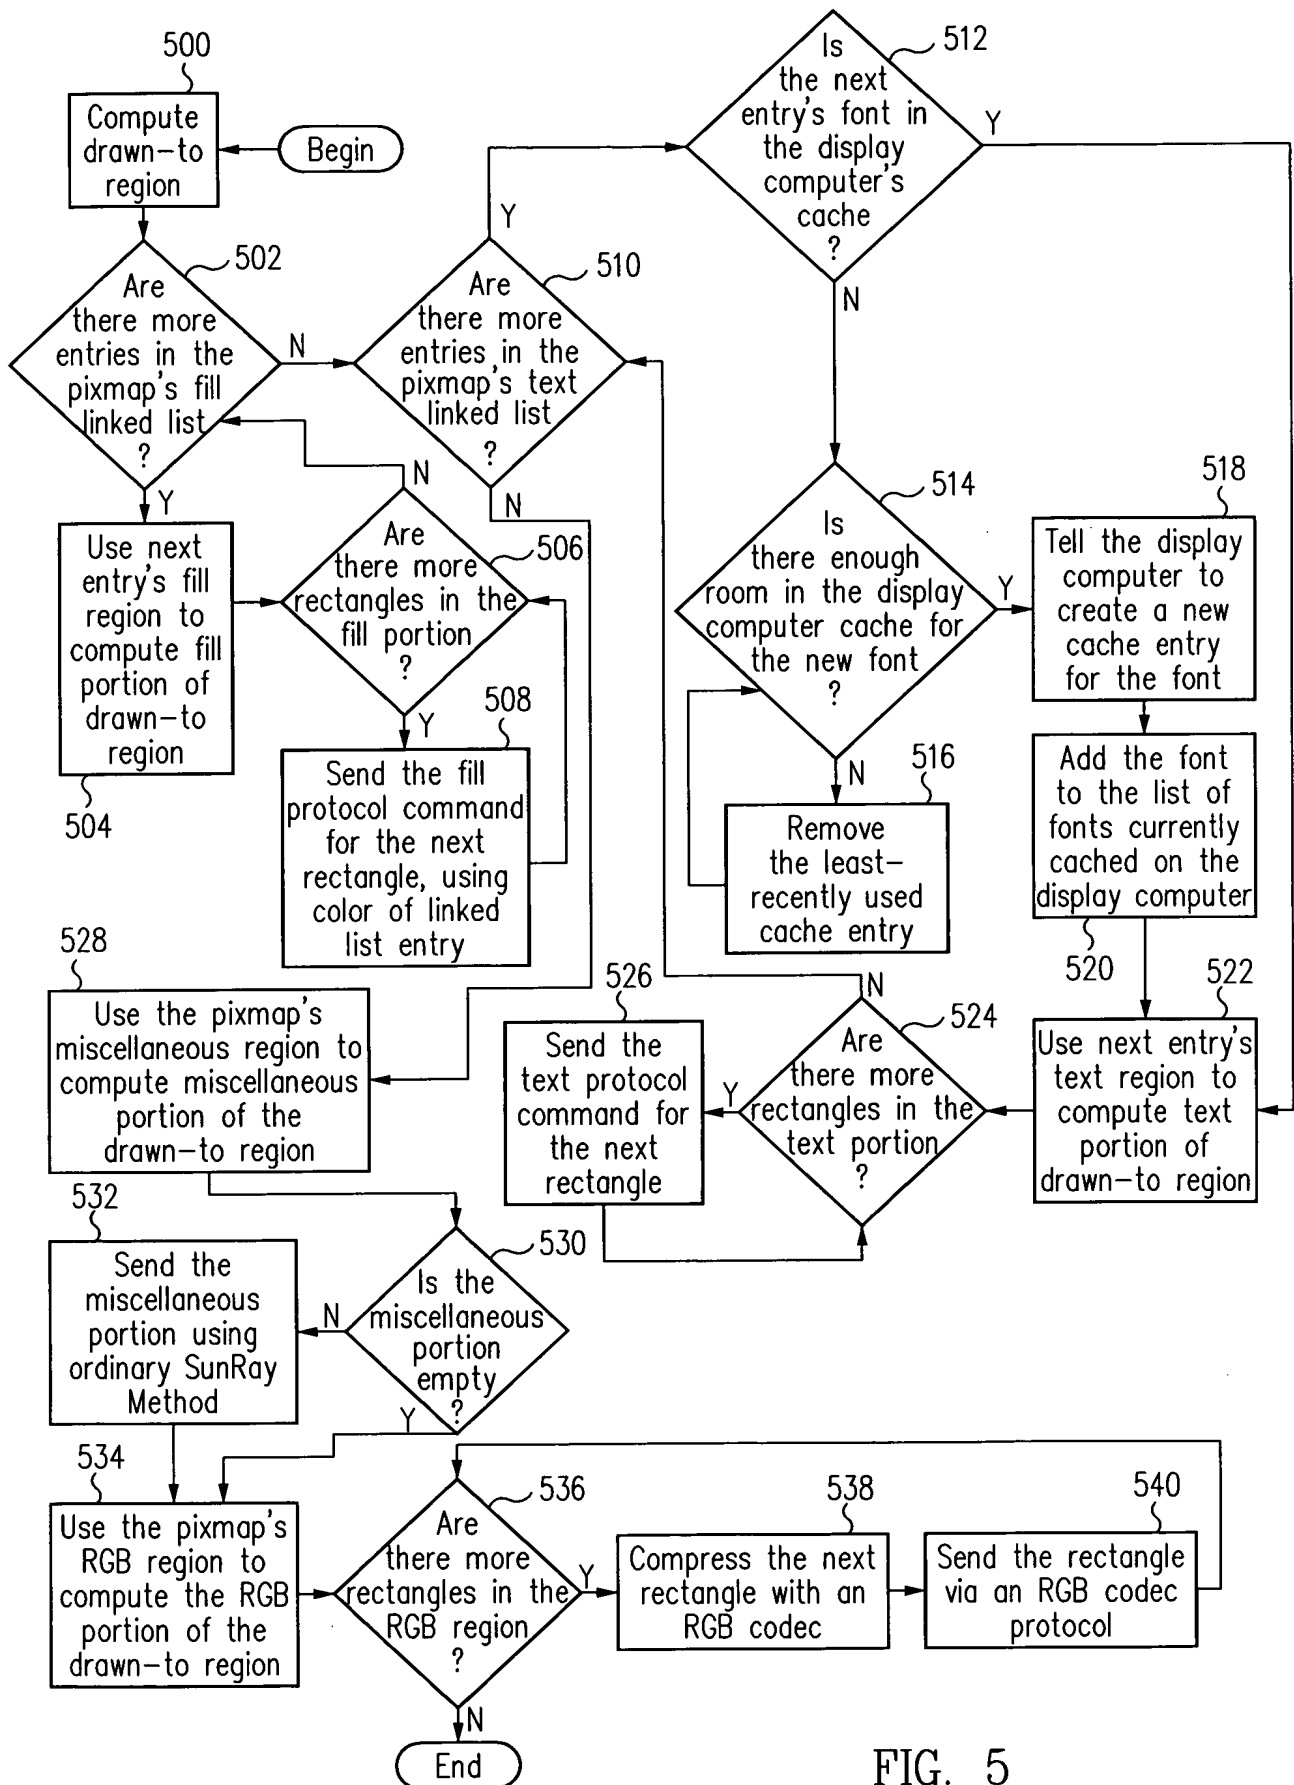 500
Compute
drawn-to
region
Begin
502
Are
there more
entries in the
pixmap's fill
linked list
?
N
Y
Use next
entry's fill
region to
compute fill
portion of
drawn-to
region
504
N
Are
there more
rectangles in the
fill portion
?
506
Y
508
Send the fill
protocol command
for the next
rectangle, using
color of linked
list entry
Y
510
Are
there more
entries in the
pixmap's text
linked list
?
N
512
Is
the next
entry's font in
the display
computer's
cache
?
Y
N
514
Is
there enough
room in the display
computer cache for
the new font
?
Y
N
516
Remove
the least-
recently used
cache entry
518
Tell the display
computer to
create a new
cache entry
for the font
Add the font
to the list of
fonts currently
cached on the
display computer
520
522
Use next entry's
text region to
compute text
portion of
drawn-to region
N
524
Are
there more
rectangles in the
text portion
?
Y
526
Send the
text protocol
command for
the next
rectangle
528
Use the pixmap's
miscellaneous region to
compute miscellaneous
portion of the
drawn-to region
530
Is the
miscellaneous
portion
empty
?
N
Y
532
Send the
miscellaneous
portion using
ordinary SunRay
Method
534
Use the pixmap's
RGB region to
compute the RGB
portion of the
drawn-to region
536
Are
there more
rectangles in the
RGB region
?
Y
N
538
Compress the next
rectangle with an
RGB codec
540
Send the rectangle
via an RGB codec
protocol
End
FIG. 5